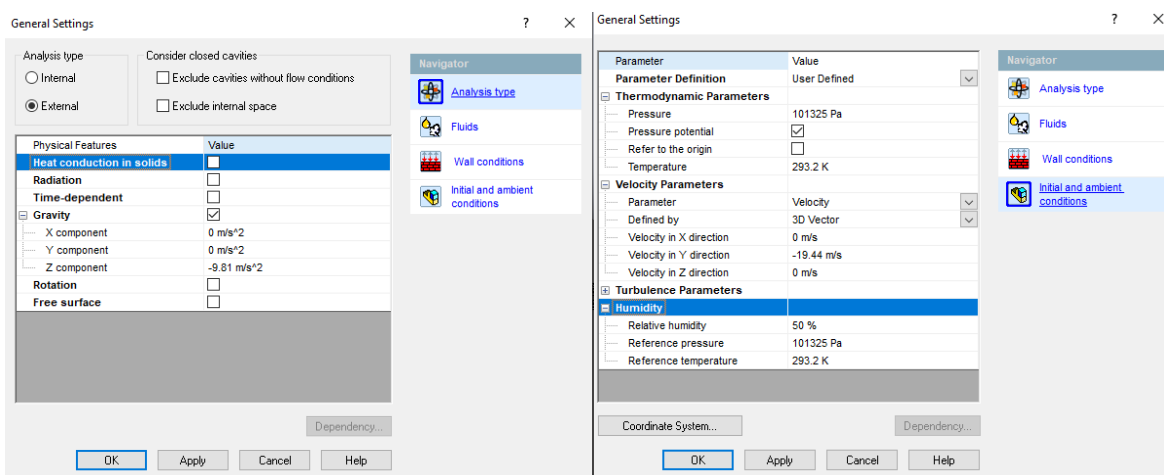 General Settings
?
Analysis type
Internal
External
Consider closed cavities
Exclude cavities without flow conditions
Exclude internal space
Physical Features Value
Heat conduction in solids
Radiation
Time-dependent
Gravity
X component 0 m/s^2
Y component 0 m/s^2
Z component -9.81 m/s^2
Rotation
Free surface
Navigator
Analysis type
Fluids
Wall conditions
Initial and ambient
conditions
Dependency...
OK Apply Cancel Help
General Settings
?
Parameter Value
Parameter Definition User Defined
Thermodynamic Parameters
Pressure 101325 Pa
Pressure potential
Refer to the origin
Temperature 293.2 K
Velocity Parameters
Parameter Velocity
Defined by 3D Vector
Velocity in X direction 0 m/s
Velocity in Y direction -19.44 m/s
Velocity in Z direction 0 m/s
Turbulence Parameters
Humidity
Relative humidity 50 %
Reference pressure 101325 Pa
Reference temperature 293.2 K
Navigator
Analysis type
Fluids
Wall conditions
Initial and ambient
conditions
Coordinate System... Dependency...
OK Apply Cancel Help